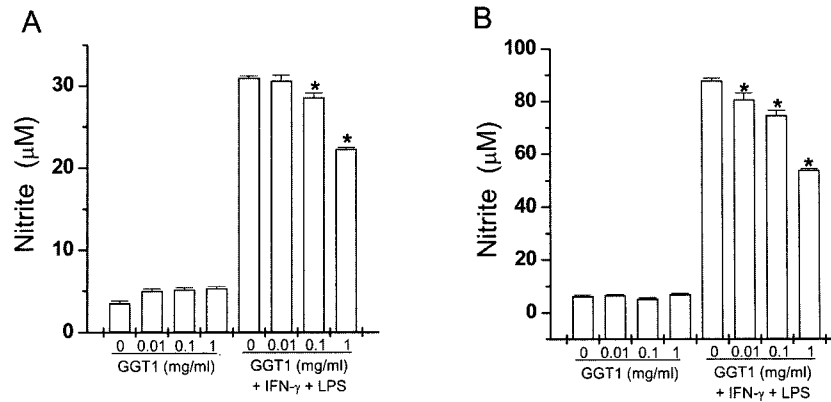 A
Nitrite (μM)
30
20
10
0
* *
0 0.01 0.1 1 0 0.01 0.1 1
GGT1 (mg/ml) GGT1 (mg/ml)
+ IFN-γ + LPS
B
Nitrite (μM)
100
80
60
40
20
0
* * *
0 0.01 0.1 1 0 0.01 0.1 1
GGT1 (mg/ml) GGT1 (mg/ml)
+ IFN-γ + LPS